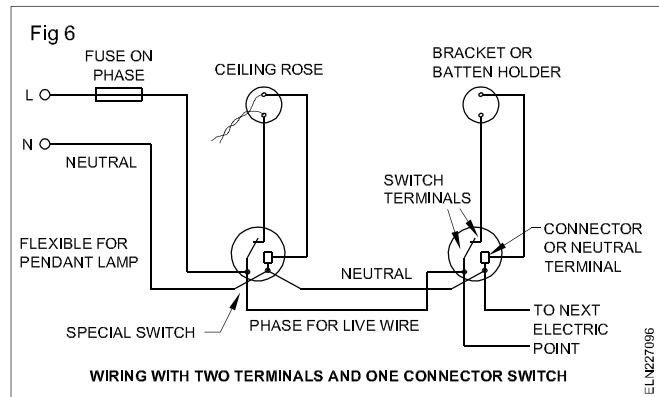 Fig 6
FUSE ON
PHASE
CEILING ROSE
BRACKET OR
BATTEN HOLDER
L
N
NEUTRAL
SWITCH
TERMINALS
CONNECTOR
OR NEUTRAL
TERMINAL
FLEXIBLE FOR
PENDANT LAMP
NEUTRAL
SPECIAL SWITCH
PHASE FOR LIVE WIRE
TO NEXT
ELECTRIC
POINT
WIRING WITH TWO TERMINALS AND ONE CONNECTOR SWITCH
ELN227096